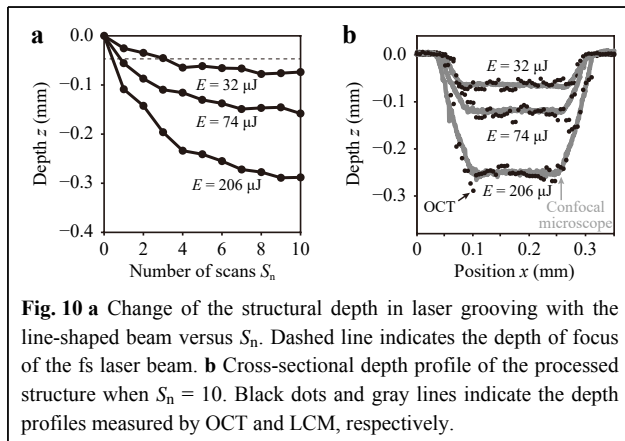 a
0.0
−0.1
−0.2
−0.3
−0.4
Depth z (mm)
E = 32 μJ
E = 74 μJ
E = 206 μJ
0 2 4 6 8 10
Number of scans Sn
b
0.0
−0.1
−0.2
−0.3
Depth z (mm)
E = 32 μJ
E = 74 μJ
E = 206 μJ
OCT
Confocal
microscope
0 0.1 0.2 0.3
Position x (mm)
Fig. 10 a Change of the structural depth in laser grooving with the
line-shaped beam versus Sn. Dashed line indicates the depth of focus
of the fs laser beam. b Cross-sectional depth profile of the processed
structure when Sn = 10. Black dots and gray lines indicate the depth
profiles measured by OCT and LCM, respectively.